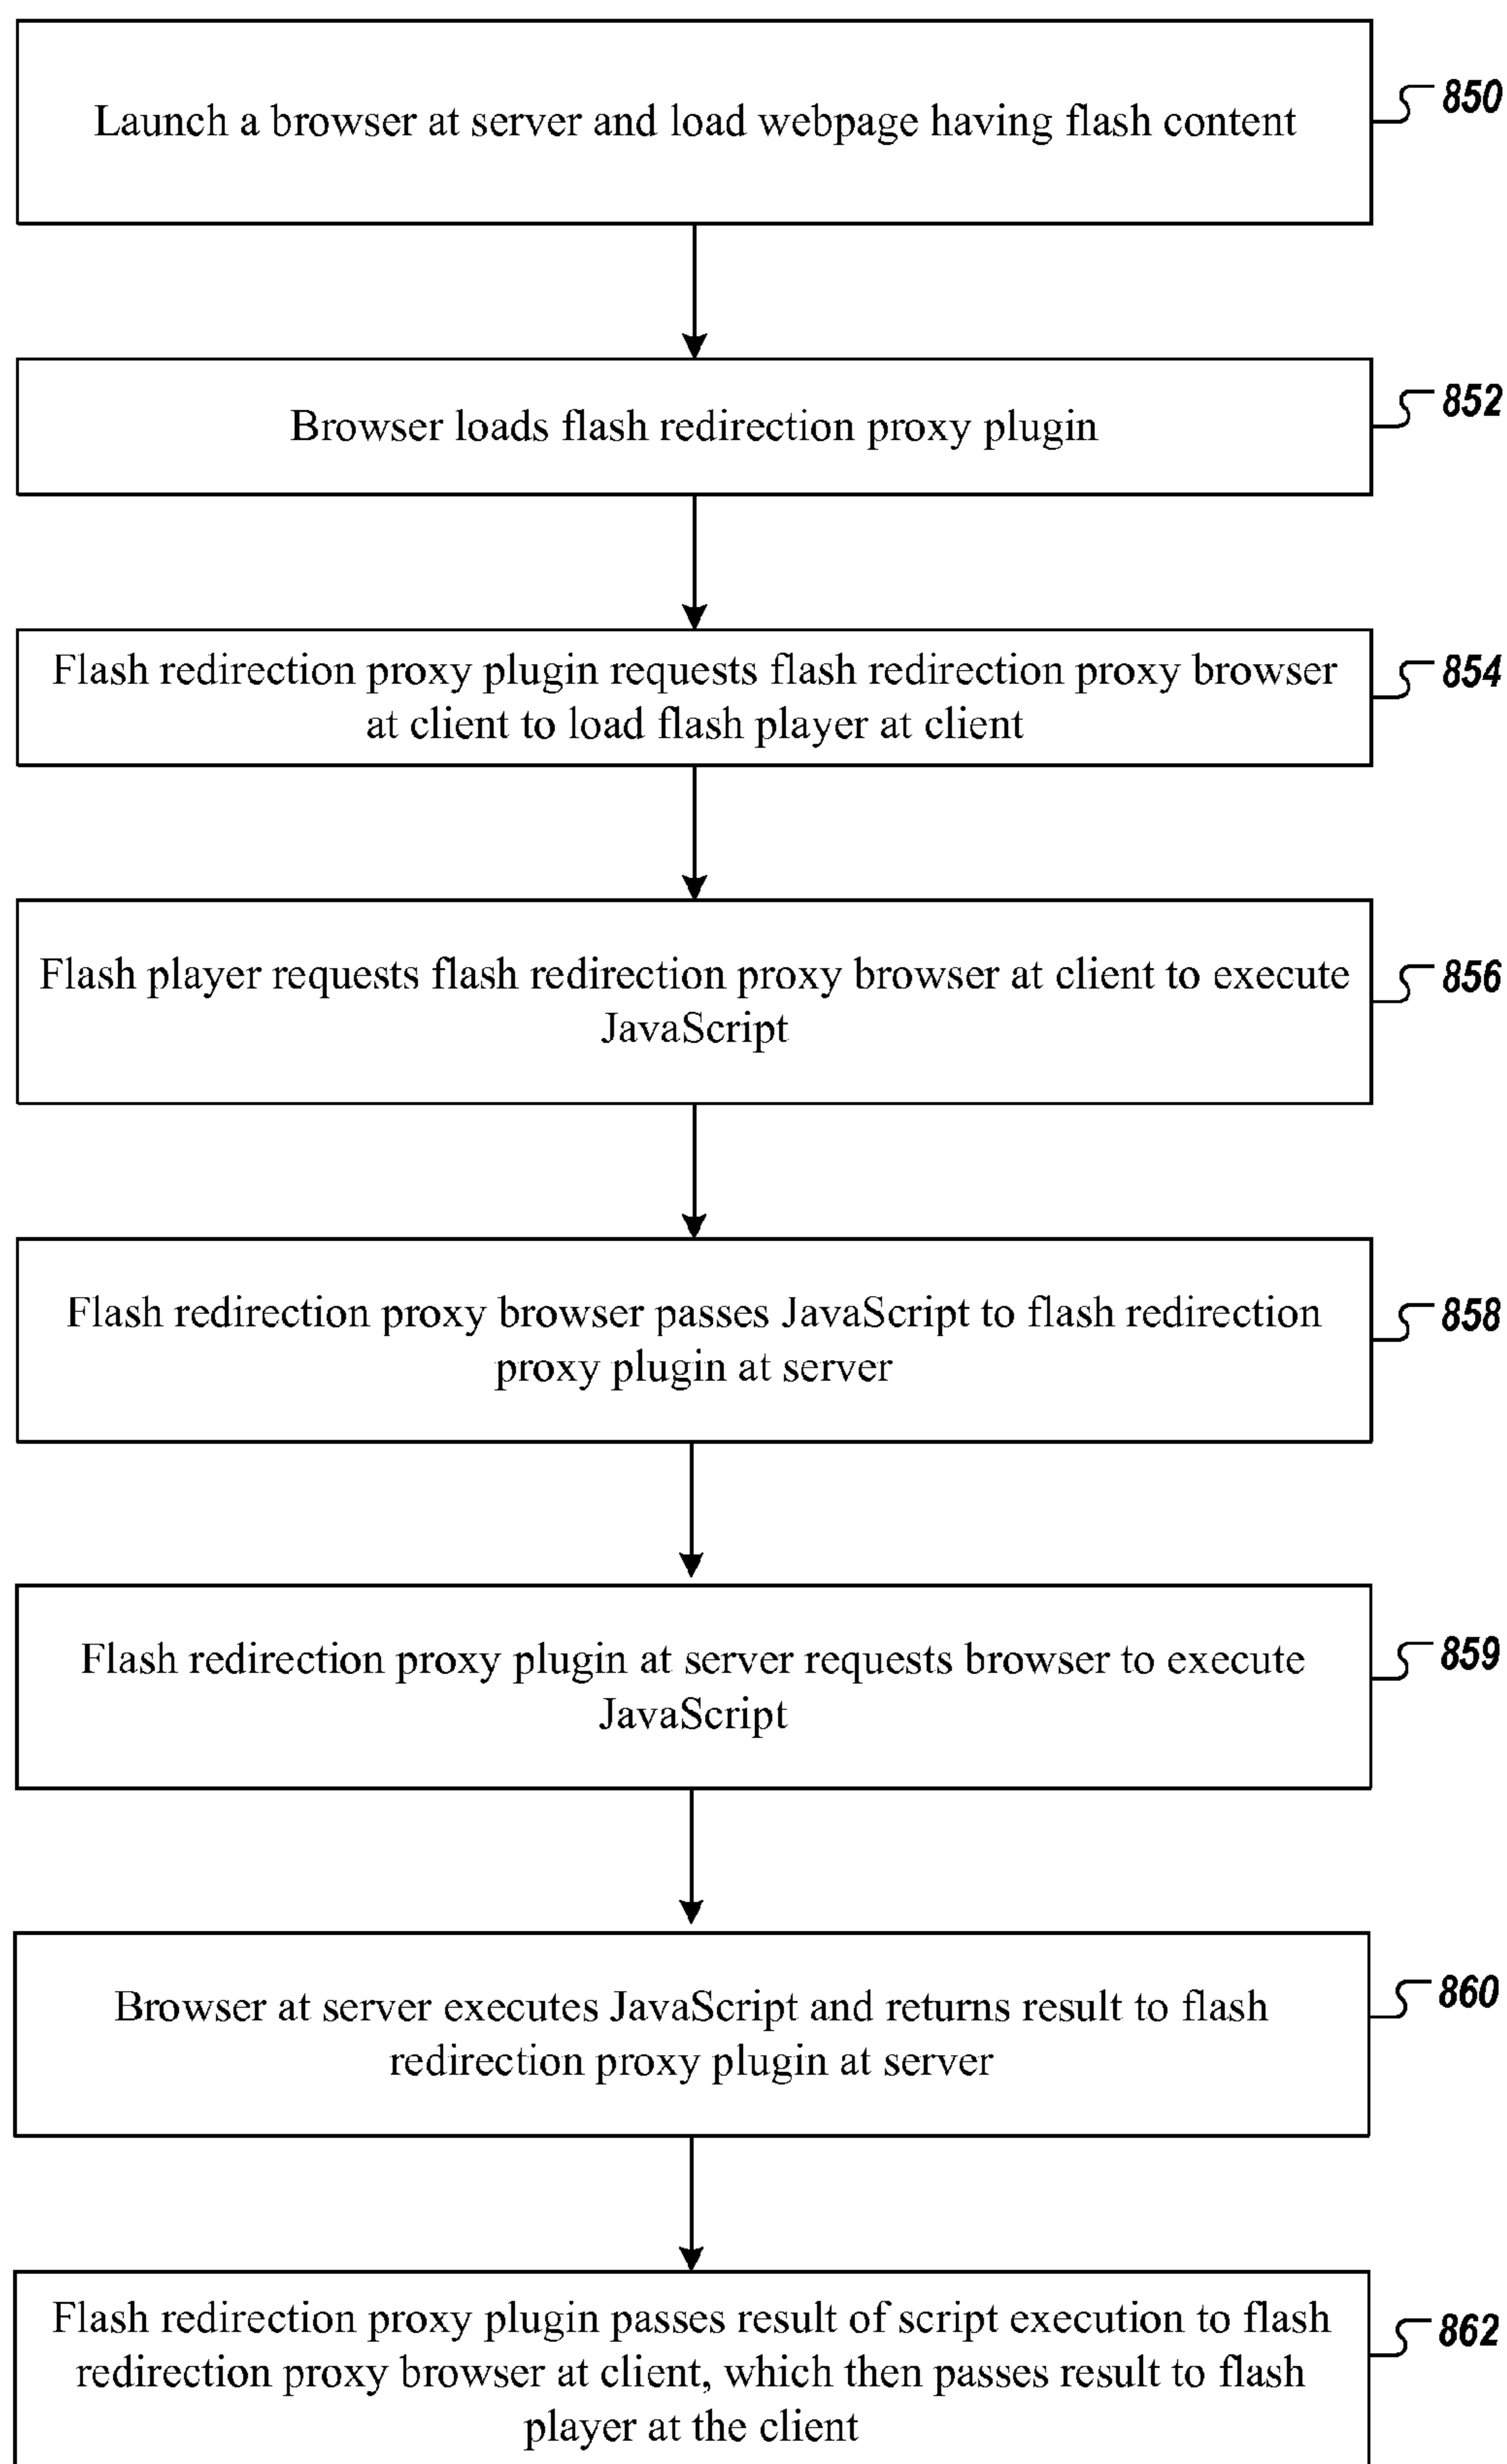 Launch a browser at server and load webpage having flash content
850
Browser loads flash redirection proxy plugin
852
Flash redirection proxy plugin requests flash redirection proxy browser
at client to load flash player at client
854
Flash player requests flash redirection proxy browser at client to execute
JavaScript
856
Flash redirection proxy browser passes JavaScript to flash redirection
proxy plugin at server
858
Flash redirection proxy plugin at server requests browser to execute
JavaScript
859
Browser at server executes JavaScript and returns result to flash
redirection proxy plugin at server
860
Flash redirection proxy plugin passes result of script execution to flash
redirection proxy browser at client, which then passes result to flash
player at the client
862